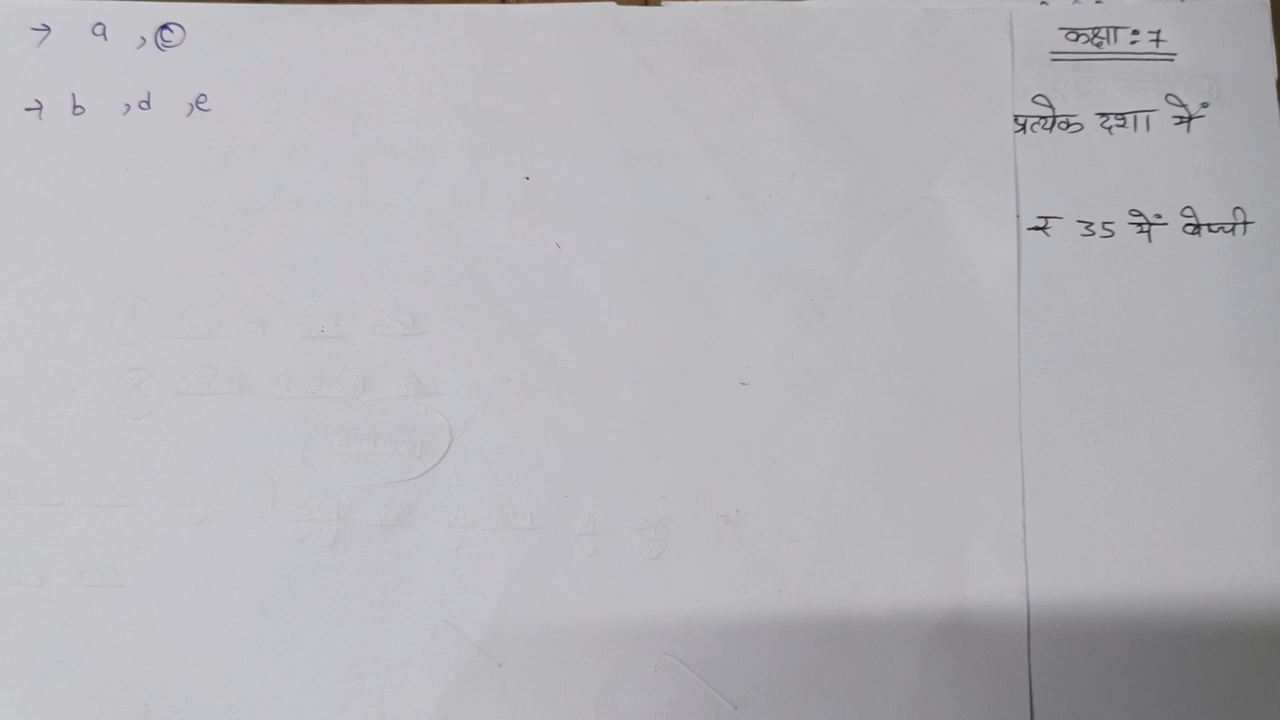 → a , c
→ b , d , e
कक्षा : 7
प्रत्येक दशा में
₹ 35 में बेच्ची